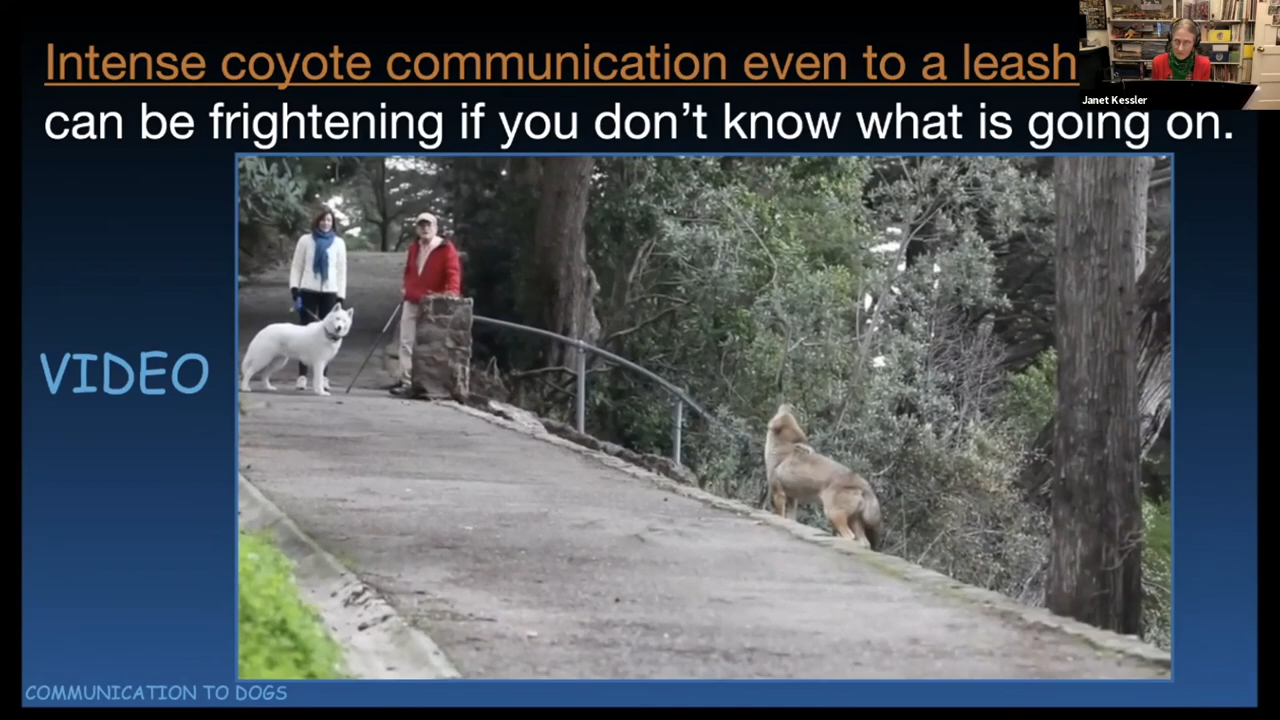 Intense coyote communication even to a leash
Janet Kessler
can be frightening if you don't know what is going on.
VIDEO
COMMUNICATION TO DOGS